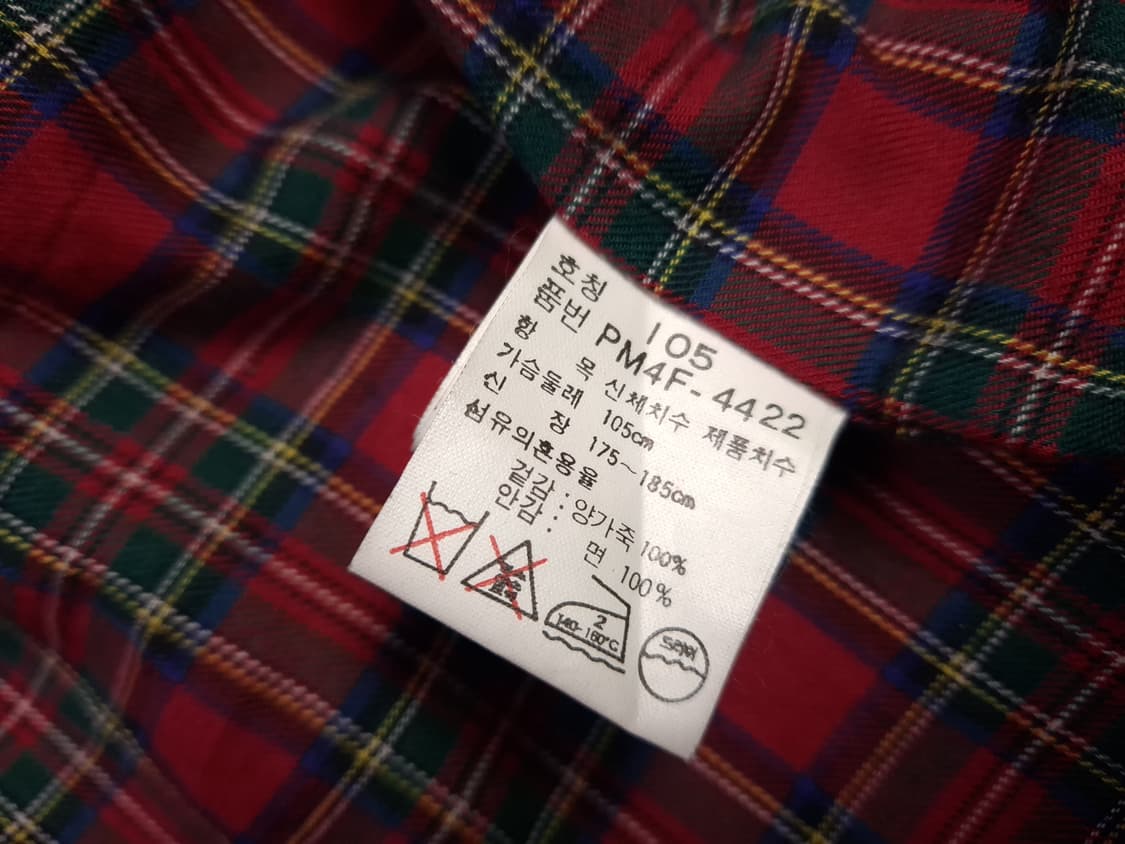 호칭 105
품번 PM4F-4422
항 목 신체치수 제품치수
가슴둘레 105cm
신 장 175~185cm
섬유의혼용율
겉감 : 양가죽 100%
안감 : 면 100%
2
140-160°C